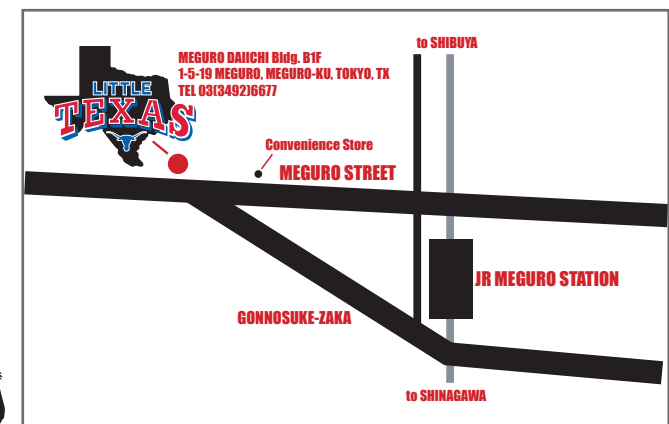 to SHIBUYA
MEGURO DAIICHI Bldg. B1F
1-5-19 MEGURO, MEGURO-KU, TOKYO, TX
TEL 03(3492)6677
LITTLE
TEXAS
Convenience Store
MEGURO STREET
JR MEGURO STATION
GONNOSUKE-ZAKA
to SHINAGAWA